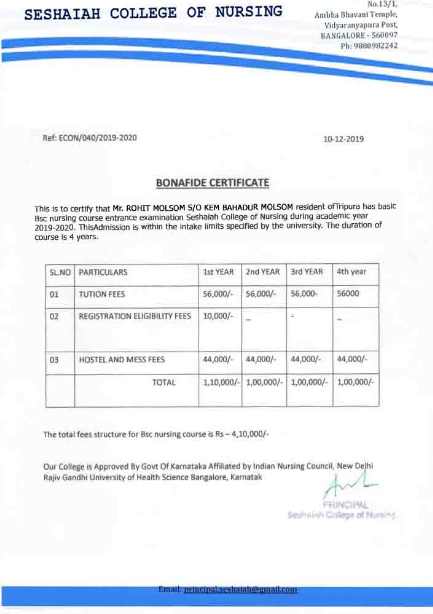 SESHAIAH COLLEGE OF NURSING
No.13/1,
Ambha Bhavani Temple,
Vidyaranyapura Post,
BANGALORE - 560097
Ph: 9880982242
Ref: ECON/040/2019-2020
10-12-2019
BONAFIDE CERTIFICATE
This is to certify that Mr. ROHIT MOLSOM S/O KEM BAHADUR MOLSOM resident ofTripura has basic
Bsc nursing course entrance examination Seshaiah College of Nursing during academic year
2019-2020. ThisAdmission is within the intake limits specified by the university. The duration of
course is 4 years.
SL.NO PARTICULARS 1st YEAR 2nd YEAR 3rd YEAR 4th year
01 TUTION FEES 56,000/- 56,000/- 56,000- 56000
02 REGISTRATION ELIGIBILITY FEES 10,000/- – - –
03 HOSTEL AND MESS FEES 44,000/- 44,000/- 44,000/- 44,000/-
TOTAL 1,10,000/- 1,00,000/- 1,00,000/- 1,00,000/-
The total fees structure for Bsc nursing course is Rs – 4,10,000/-
Our College is Approved By Govt Of Karnataka Affiliated by Indian Nursing Council, New Delhi
Rajiv Gandhi University of Health Science Bangalore, Karnatak
PRINCIPAL
Seshaiah College of Nursing
Email: principal.seshaiah@gmail.com